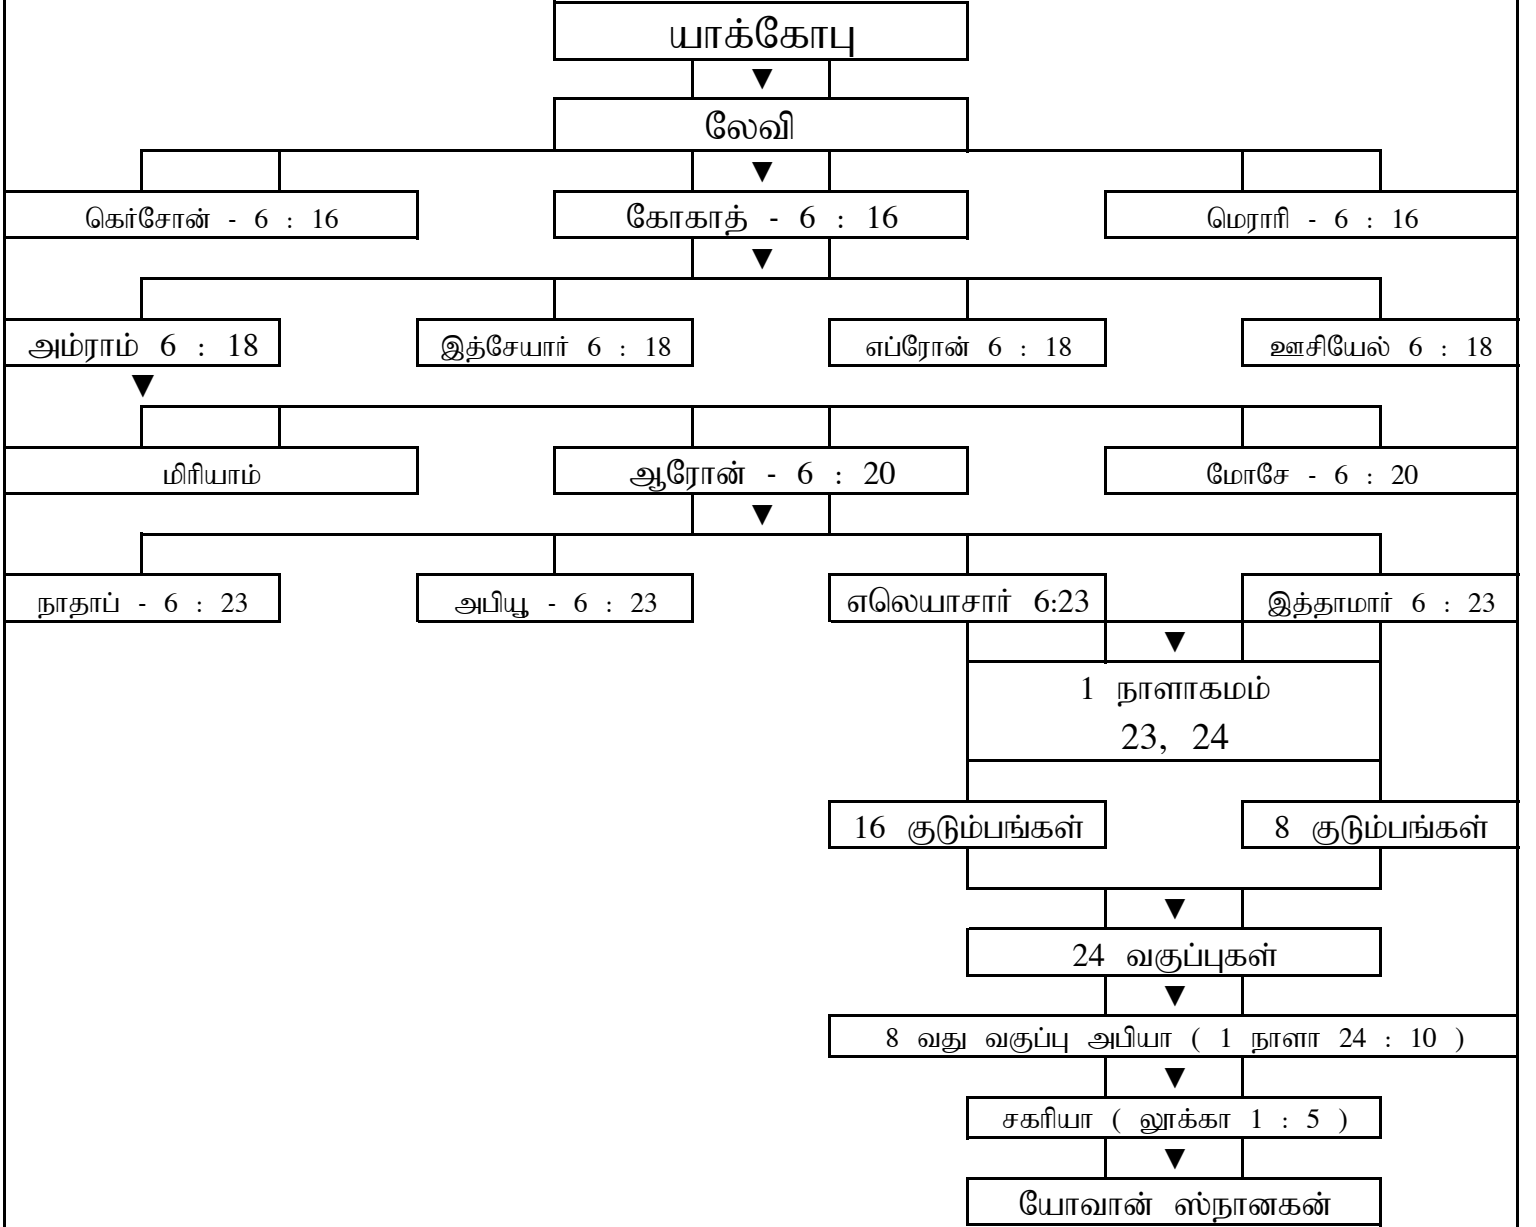 யாக்கோபு
லேவி
கெர்சோன் - 6 : 16
கோகாத் - 6 : 16
மெராரி - 6 : 16
அம்ராம் 6 : 18
இத்சேயார் 6 : 18
எப்ரோன் 6 : 18
ஊசியேல் 6 : 18
மிரியாம்
ஆரோன் - 6 : 20
மோசே - 6 : 20
நாதாப் - 6 : 23
அபியூ - 6 : 23
எலெயாசார் 6:23
இத்தாமார் 6 : 23
1 நாளாகமம்
23, 24
16 குடும்பங்கள்
8 குடும்பங்கள்
24 வகுப்புகள்
8 வது வகுப்பு அபியா ( 1 நாளா 24 : 10 )
சகரியா ( லூக்கா 1 : 5 )
யோவான் ஸ்நானகன்